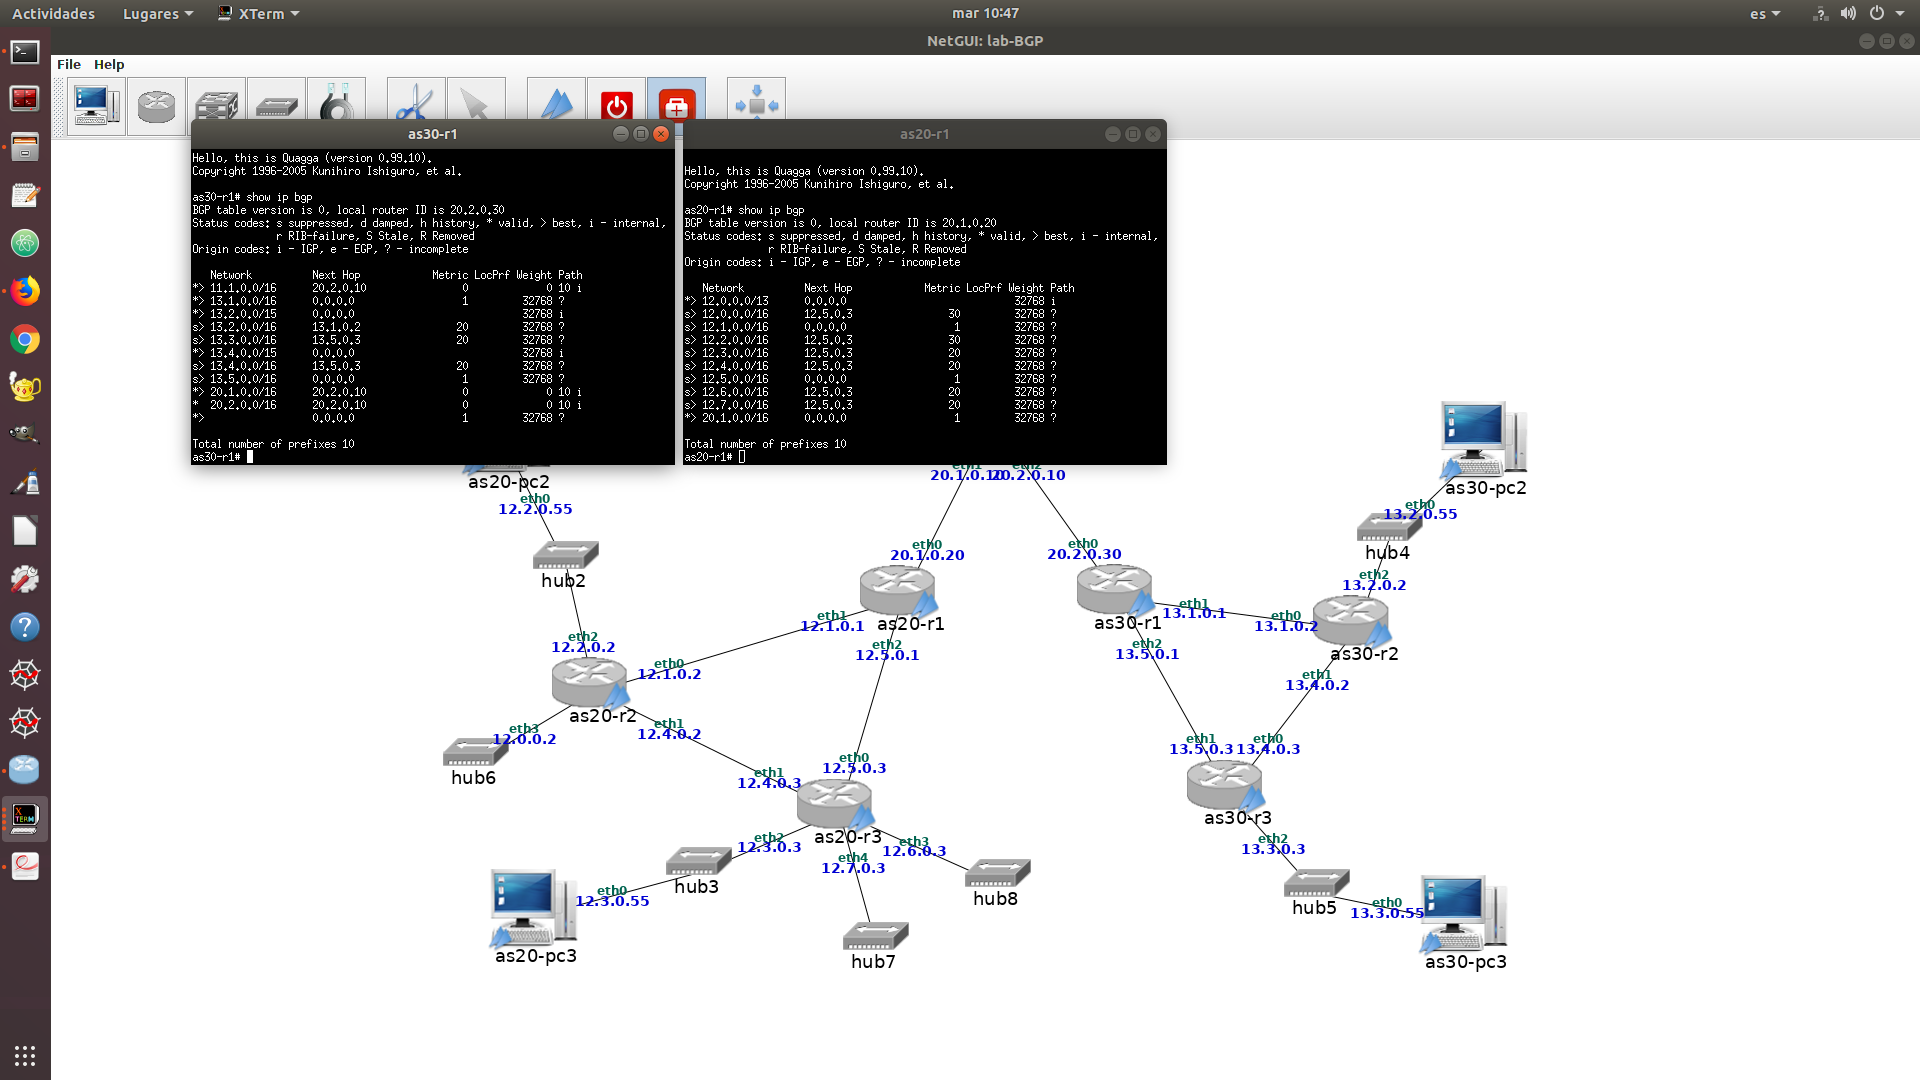 Actividades Lugares XTerm mar 10:47 es
NetGUI: lab-BGP
File Help
as30-r1
Hello, this is Quagga (version 0.99.10).
Copyright 1996-2005 Kunihiro Ishiguro, et al.
as30-r1# show ip bgp
BGP table version is 0, local router ID is 20.2.0.30
Status codes: s suppressed, d damped, h history, * valid, > best, i - internal,
r RIB-failure, S Stale, R Removed
Origin codes: i - IGP, e - EGP, ? - incomplete
Network Next Hop Metric LocPrf Weight Path
*> 11.1.0.0/16 20.2.0.10 0 0 10 i
*> 13.1.0.0/16 0.0.0.0 1 32768 ?
*> 13.2.0.0/15 0.0.0.0 32768 i
s> 13.2.0.0/16 13.1.0.2 20 32768 ?
s> 13.3.0.0/16 13.5.0.3 20 32768 ?
*> 13.4.0.0/15 0.0.0.0 32768 i
s> 13.4.0.0/16 13.5.0.3 20 32768 ?
s> 13.5.0.0/16 0.0.0.0 1 32768 ?
*> 20.1.0.0/16 20.2.0.10 0 0 10 i
* 20.2.0.0/16 20.2.0.10 0 0 10 i
*> 0.0.0.0 1 32768 ?
Total number of prefixes 10
as30-r1#
as20-r1
Hello, this is Quagga (version 0.99.10).
Copyright 1996-2005 Kunihiro Ishiguro, et al.
as20-r1# show ip bgp
BGP table version is 0, local router ID is 20.1.0.20
Status codes: s suppressed, d damped, h history, * valid, > best, i - internal,
r RIB-failure, S Stale, R Removed
Origin codes: i - IGP, e - EGP, ? - incomplete
Network Next Hop Metric LocPrf Weight Path
*> 12.0.0.0/13 0.0.0.0 32768 i
s> 12.0.0.0/16 12.5.0.3 30 32768 ?
s> 12.1.0.0/16 0.0.0.0 1 32768 ?
s> 12.2.0.0/16 12.5.0.3 30 32768 ?
s> 12.3.0.0/16 12.5.0.3 20 32768 ?
s> 12.4.0.0/16 12.5.0.3 20 32768 ?
s> 12.5.0.0/16 0.0.0.0 1 32768 ?
s> 12.6.0.0/16 12.5.0.3 20 32768 ?
s> 12.7.0.0/16 12.5.0.3 20 32768 ?
*> 20.1.0.0/16 0.0.0.0 1 32768 ?
Total number of prefixes 10
as20-r1#
eth1 eth2
20.1.0.10 20.2.0.10
as20-pc2
eth0
12.2.0.55
as30-pc2
eth0
13.2.0.55
hub2
hub4
eth0
20.1.0.20
eth0
20.2.0.30
eth2
13.2.0.2
as20-r1
as30-r1
eth1
12.1.0.1
eth1
13.1.0.1
eth0
13.1.0.2
eth2
12.2.0.2
eth2
12.5.0.1
eth2
13.5.0.1
as30-r2
eth0
12.1.0.2
eth1
13.4.0.2
as20-r2
eth1
12.4.0.2
eth3
12.0.0.2
hub6
eth1
13.5.0.3
eth0
13.4.0.3
eth0
12.5.0.3
eth1
12.4.0.3
as30-r3
as20-r3
eth2
12.3.0.3
eth3
12.6.0.3
eth4
12.7.0.3
eth2
13.3.0.3
hub3
hub8
hub5
eth0
12.3.0.55
eth0
13.3.0.55
as20-pc3
hub7
as30-pc3
XTERM